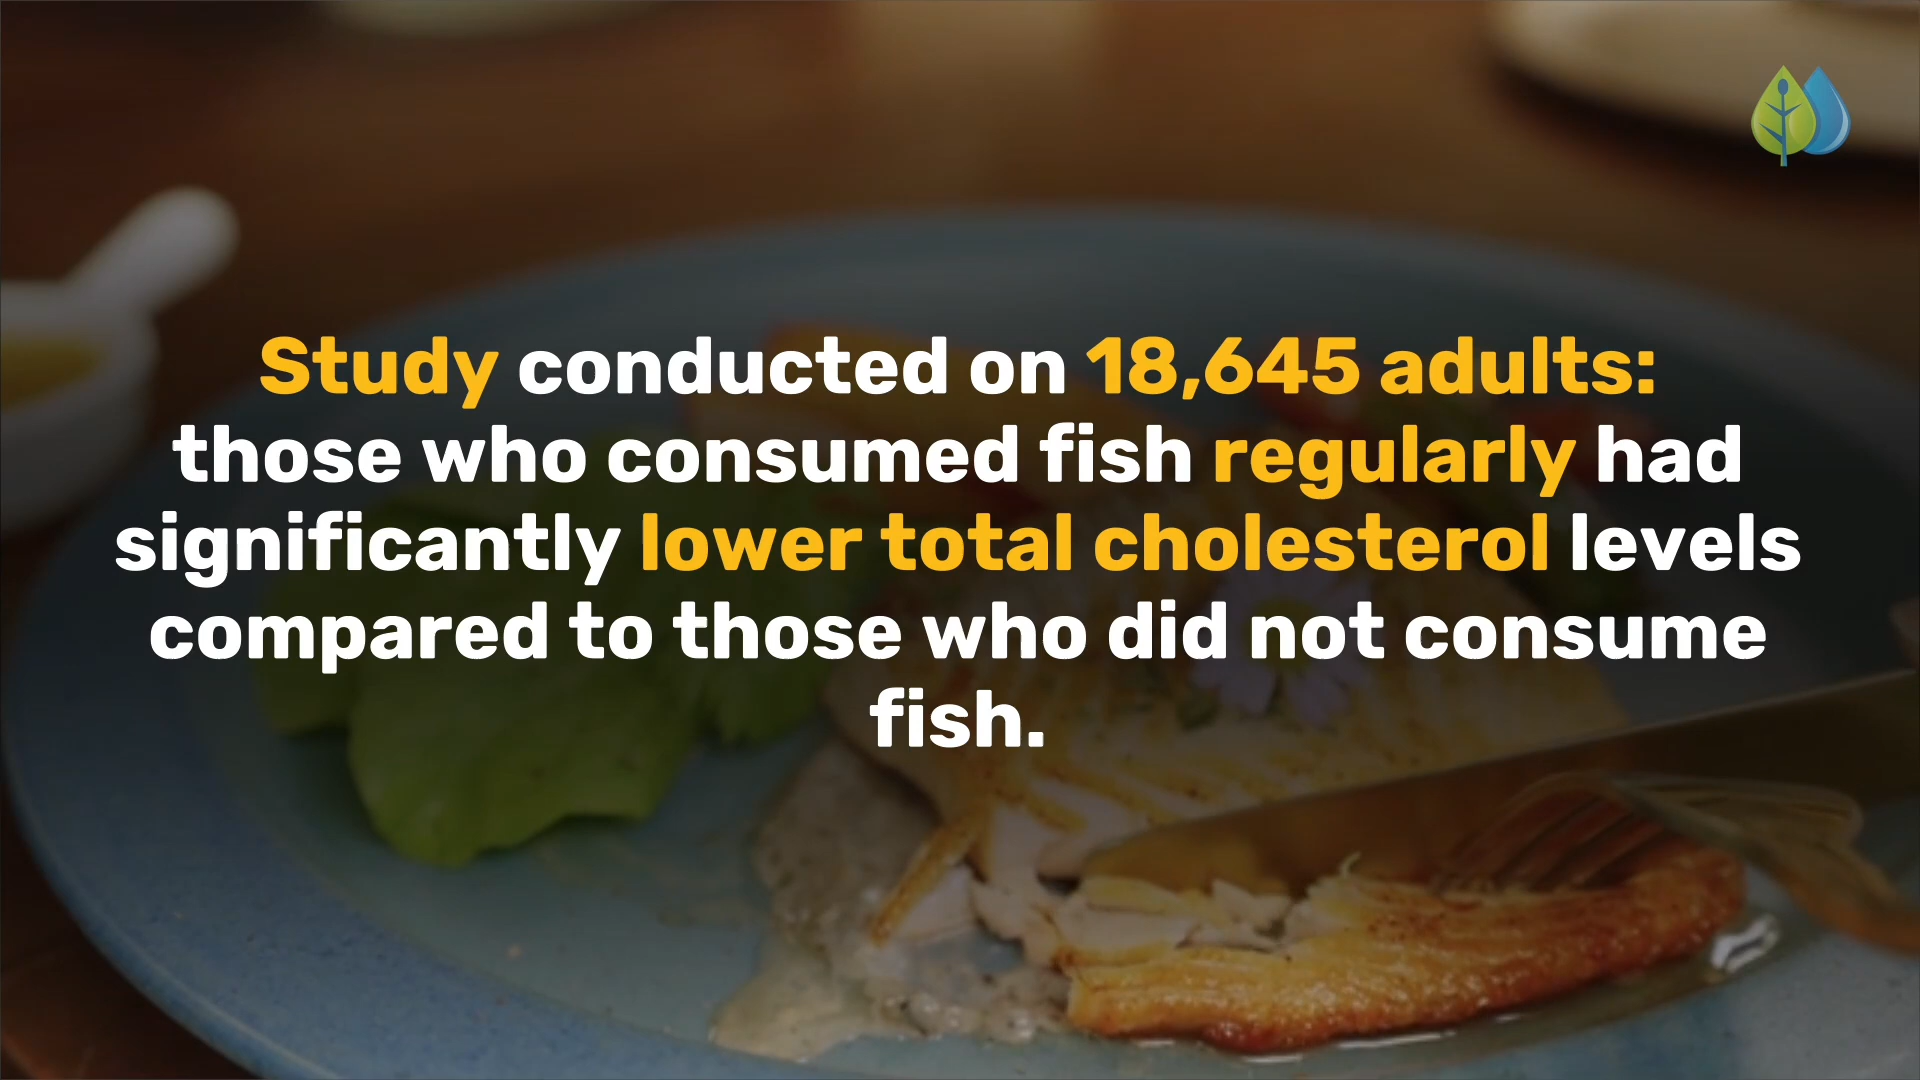 Study conducted on 18,645 adults:
those who consumed fish regularly had
significantly lower total cholesterol levels
compared to those who did not consume
fish.